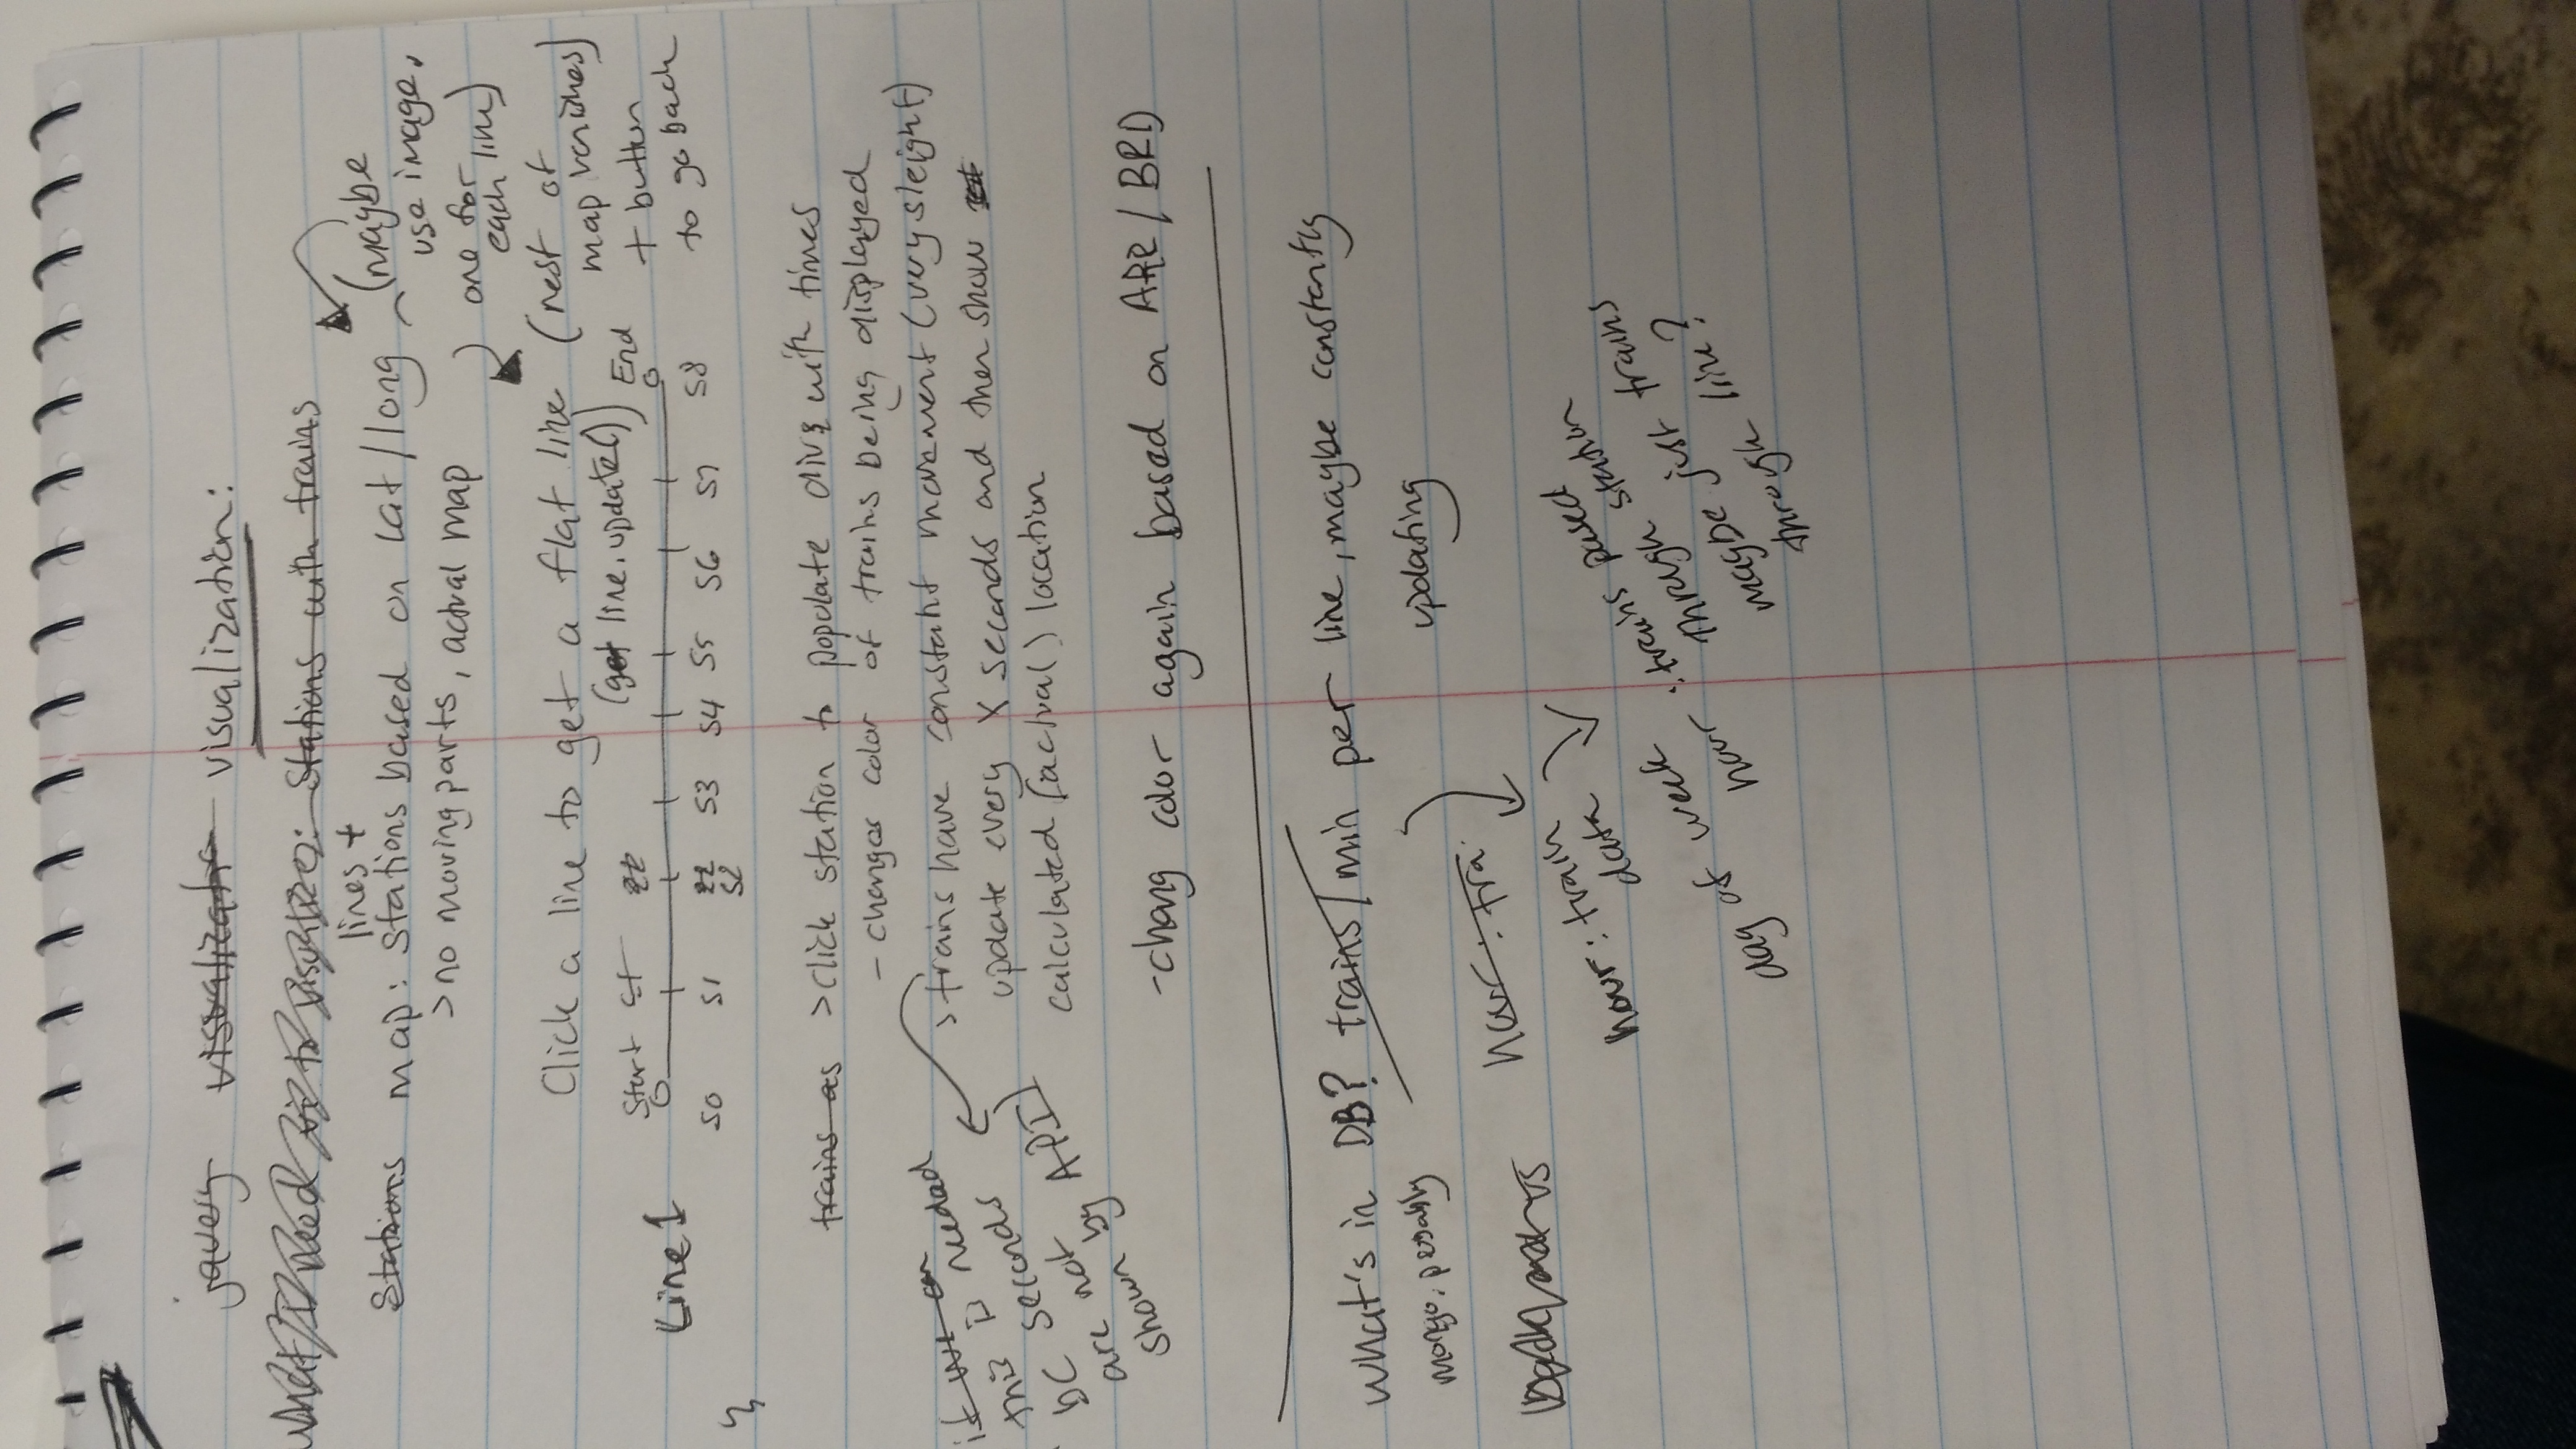 jquery visualizatio visualization:
What I need vi to visualize: Stations with trains
lines +
Stations map: Stations based on lat/long (maybe
use image,
>no moving parts, actual map
one for
each line)
Click a line to get a flat line (rest of
map vanishes)
(get line.update())
+ button
to go back
Start st End
Line 1
S0 S1 S2 S3 S4 S5 S6 S7 S8
trains as >Click station to populate divs with times
- changes color of trains being displayed
>trains have constant movement (very sleight)
update every X seconds and then show
calculated (actual) location
if we can
this is needed
bc seconds
are not
shown by API)
-chang color again based on ARR / BRD
What's in DB? trains/min per line, maybe constantly
updating
mongo, possably
hour: tra.
hour: train
data
day of week
hour : trains pased
through station
maybe just trains
through line?